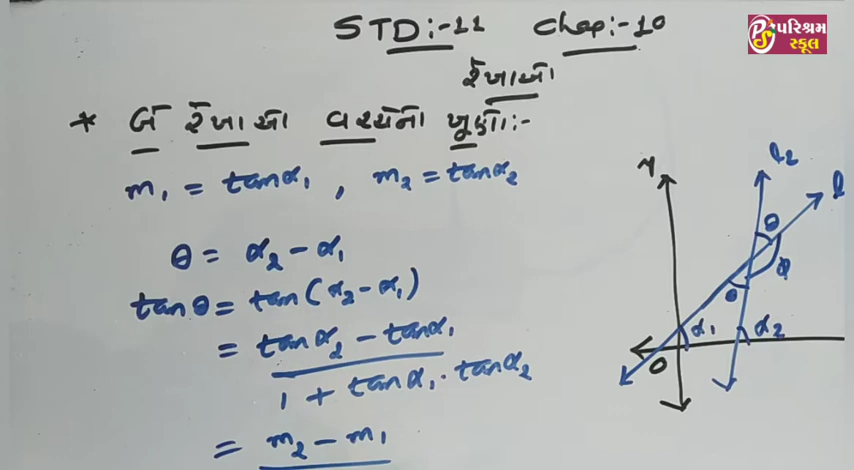 STD:-11 Chap:-10
પરિશ્રમ
સ્કૂલ
રેખાઓ
* બે રેખાઓ વચ્ચેનો ખૂણો:-
m₁ = tanα₁ , m₂ = tanα₂
θ = α₂ - α₁
tanθ = tan(α₂ - α₁)
= tanα₂ - tanα₁
1 + tanα₁ · tanα₂
= m₂ - m₁
y
l₂
l
θ
φ
θ
α₁
α₂
O